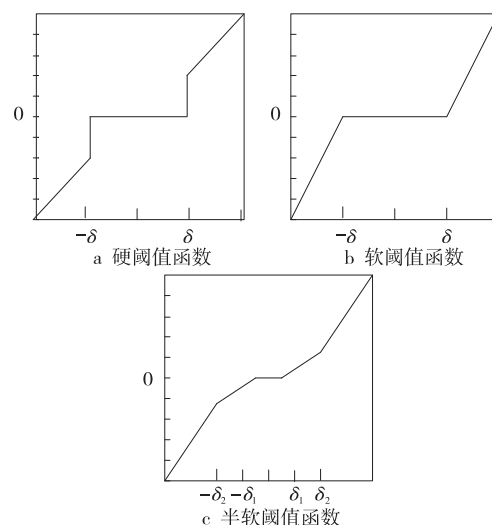 0
0
-δ
δ
-δ
δ
a 硬阈值函数
b 软阈值函数
0
-δ₂
-δ₁
δ₁
δ₂
c 半软阈值函数